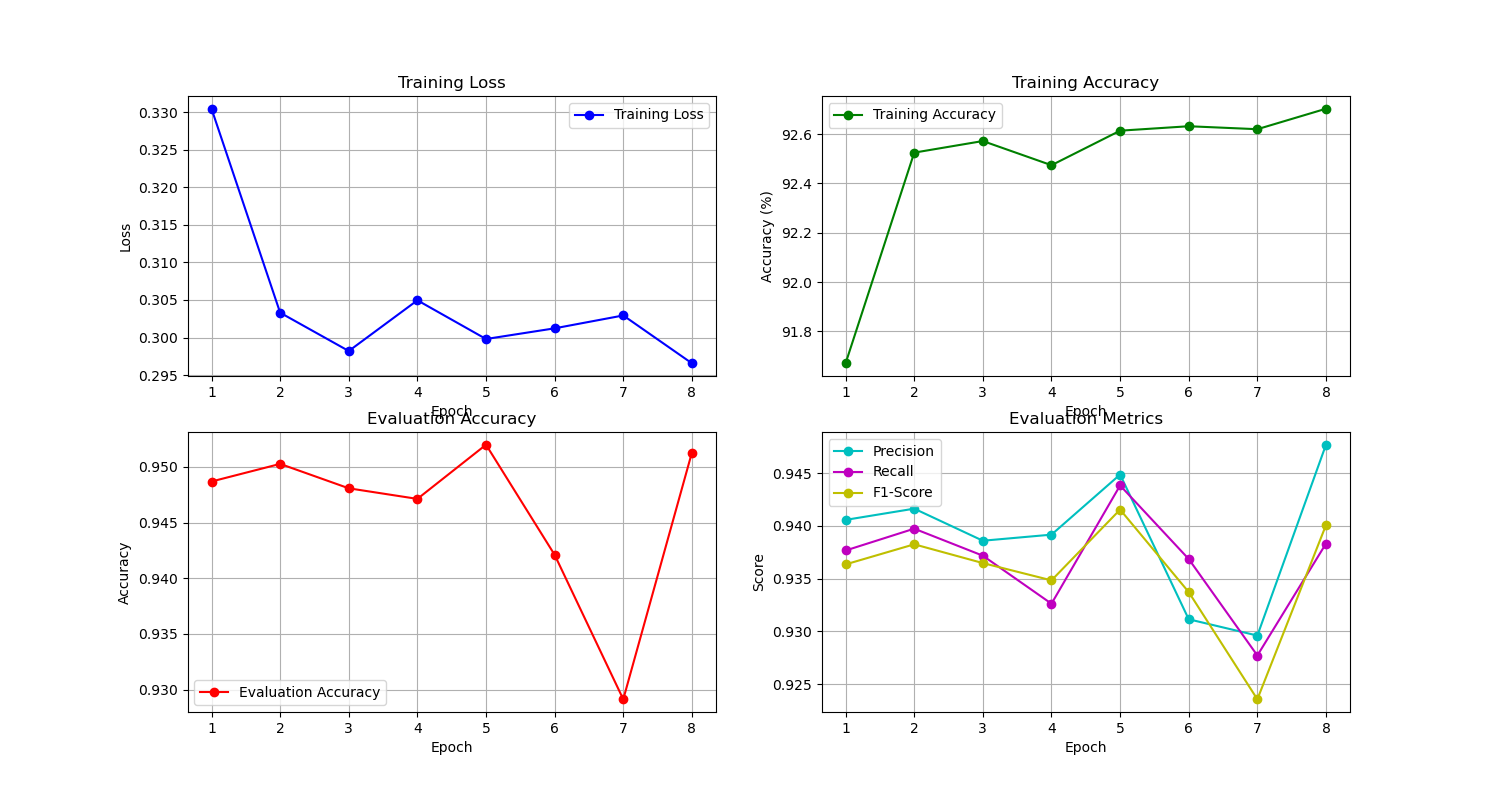 Training Loss
Training Loss
0.330
0.325
0.320
0.315
0.310
0.305
0.300
0.295
Loss
1 2 3 4 5 6 7 8
Epoch
Training Accuracy
Training Accuracy
92.6
92.4
92.2
92.0
91.8
Accuracy (%)
1 2 3 4 5 6 7 8
Epoch
Evaluation Accuracy
0.950
0.945
0.940
0.935
0.930
Accuracy
Evaluation Accuracy
1 2 3 4 5 6 7 8
Epoch
Evaluation Metrics
Precision
Recall
F1-Score
0.945
0.940
0.935
0.930
0.925
Score
1 2 3 4 5 6 7 8
Epoch